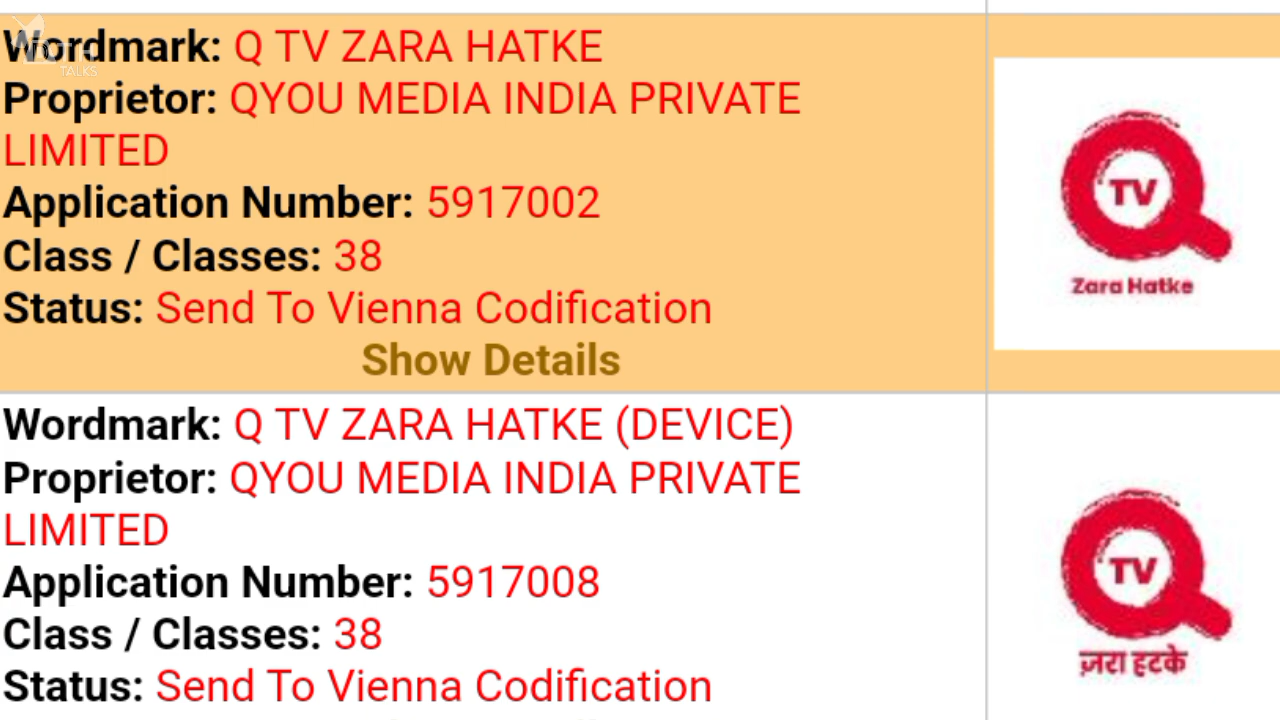 DTH
TALKS
Wordmark: Q TV ZARA HATKE
Proprietor: QYOU MEDIA INDIA PRIVATE
LIMITED
Application Number: 5917002
Class / Classes: 38
Status: Send To Vienna Codification
Show Details
TV
Zara Hatke
Wordmark: Q TV ZARA HATKE (DEVICE)
Proprietor: QYOU MEDIA INDIA PRIVATE
LIMITED
Application Number: 5917008
Class / Classes: 38
Status: Send To Vienna Codification
TV
ज़रा हटके